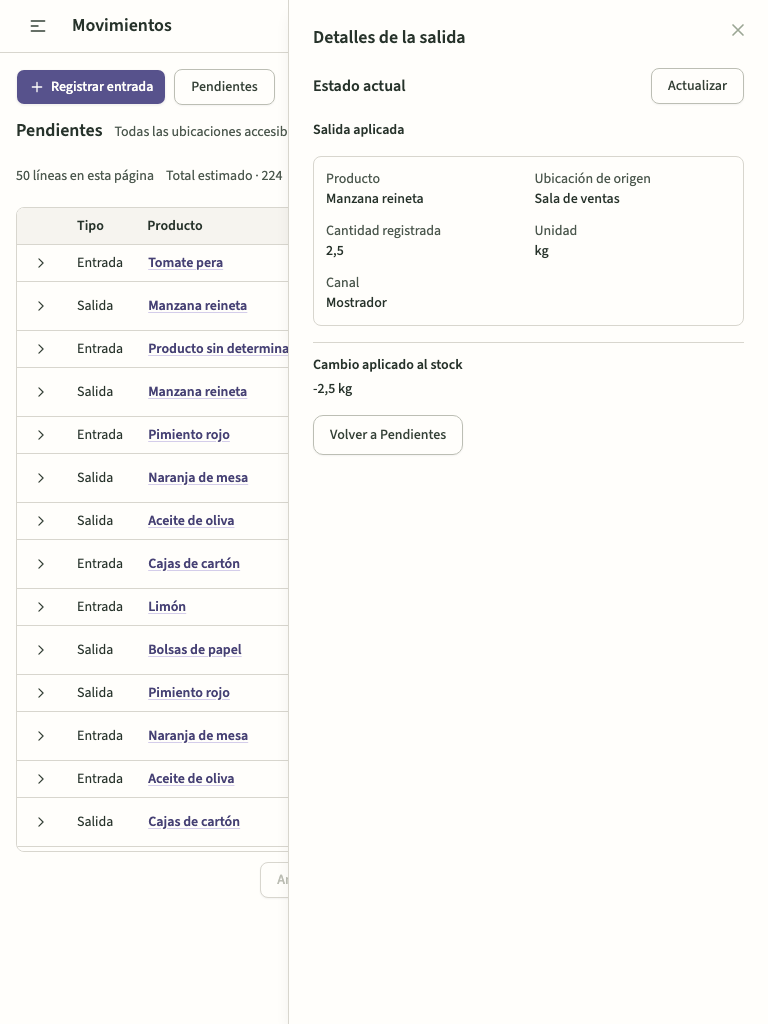 Movimientos
Registrar entrada
Pendientes
Pendientes Todas las ubicaciones
50 líneas en esta página Total estimado · 224
Tipo Producto
Entrada Tomate pera
Salida Manzana reineta
Entrada Producto sin
Salida Manzana reineta
Entrada Pimiento rojo
Salida Naranja de mesa
Salida Aceite de oliva
Entrada Cajas de cartón
Entrada Limón
Salida Bolsas de papel
Salida Pimiento rojo
Entrada Naranja de mesa
Entrada Aceite de oliva
Salida Cajas de cartón
Detalles de la salida
Estado actual
Actualizar
Salida aplicada
Producto
Manzana reineta
Ubicación de origen
Sala de ventas
Cantidad registrada
2,5
Unidad
kg
Canal
Mostrador
Cambio aplicado al stock
-2,5 kg
Volver a Pendientes